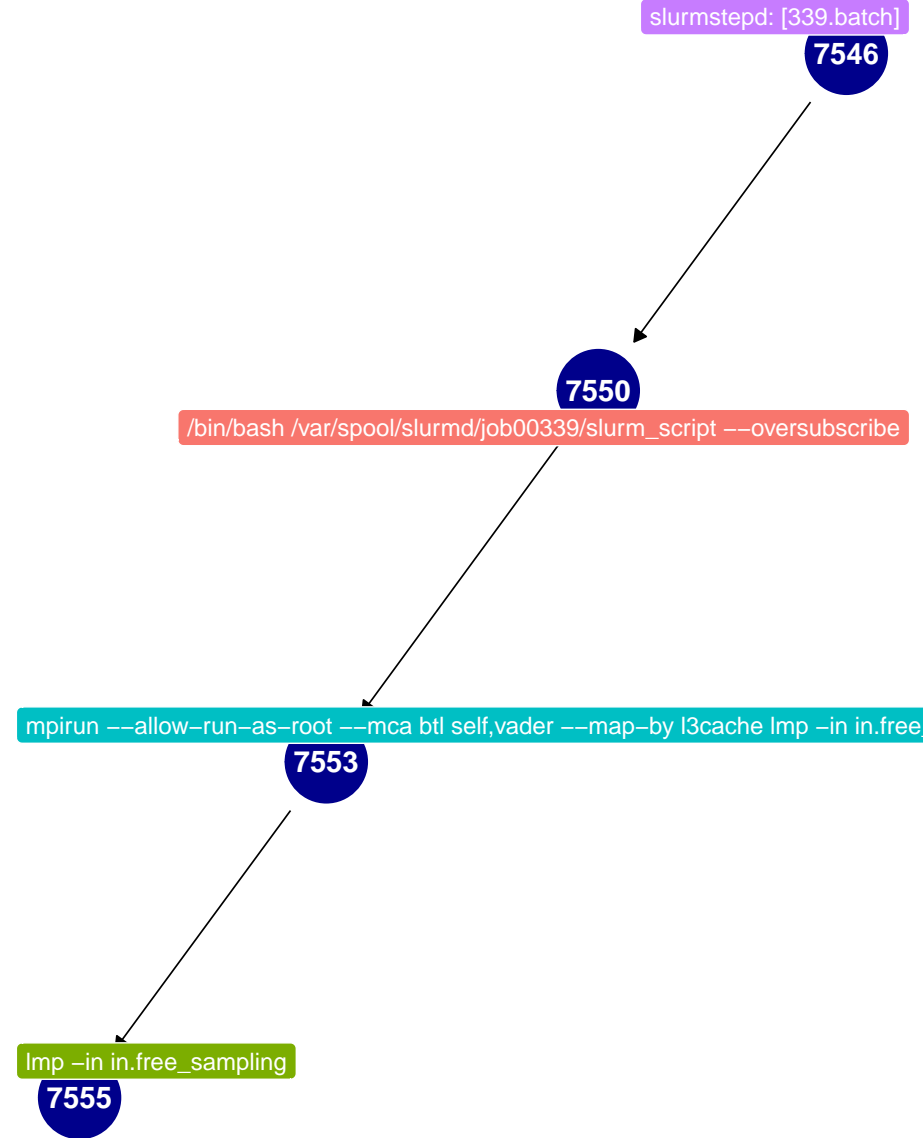 slurmstepd: [339.batch]
7546
7550
/bin/bash /var/spool/slurmd/job00339/slurm_script −−oversubscribe
mpirun −−allow−run−as−root −−mca btl self,vader −−map−by l3cache lmp −in in.free_
7553
lmp −in in.free_sampling
7555